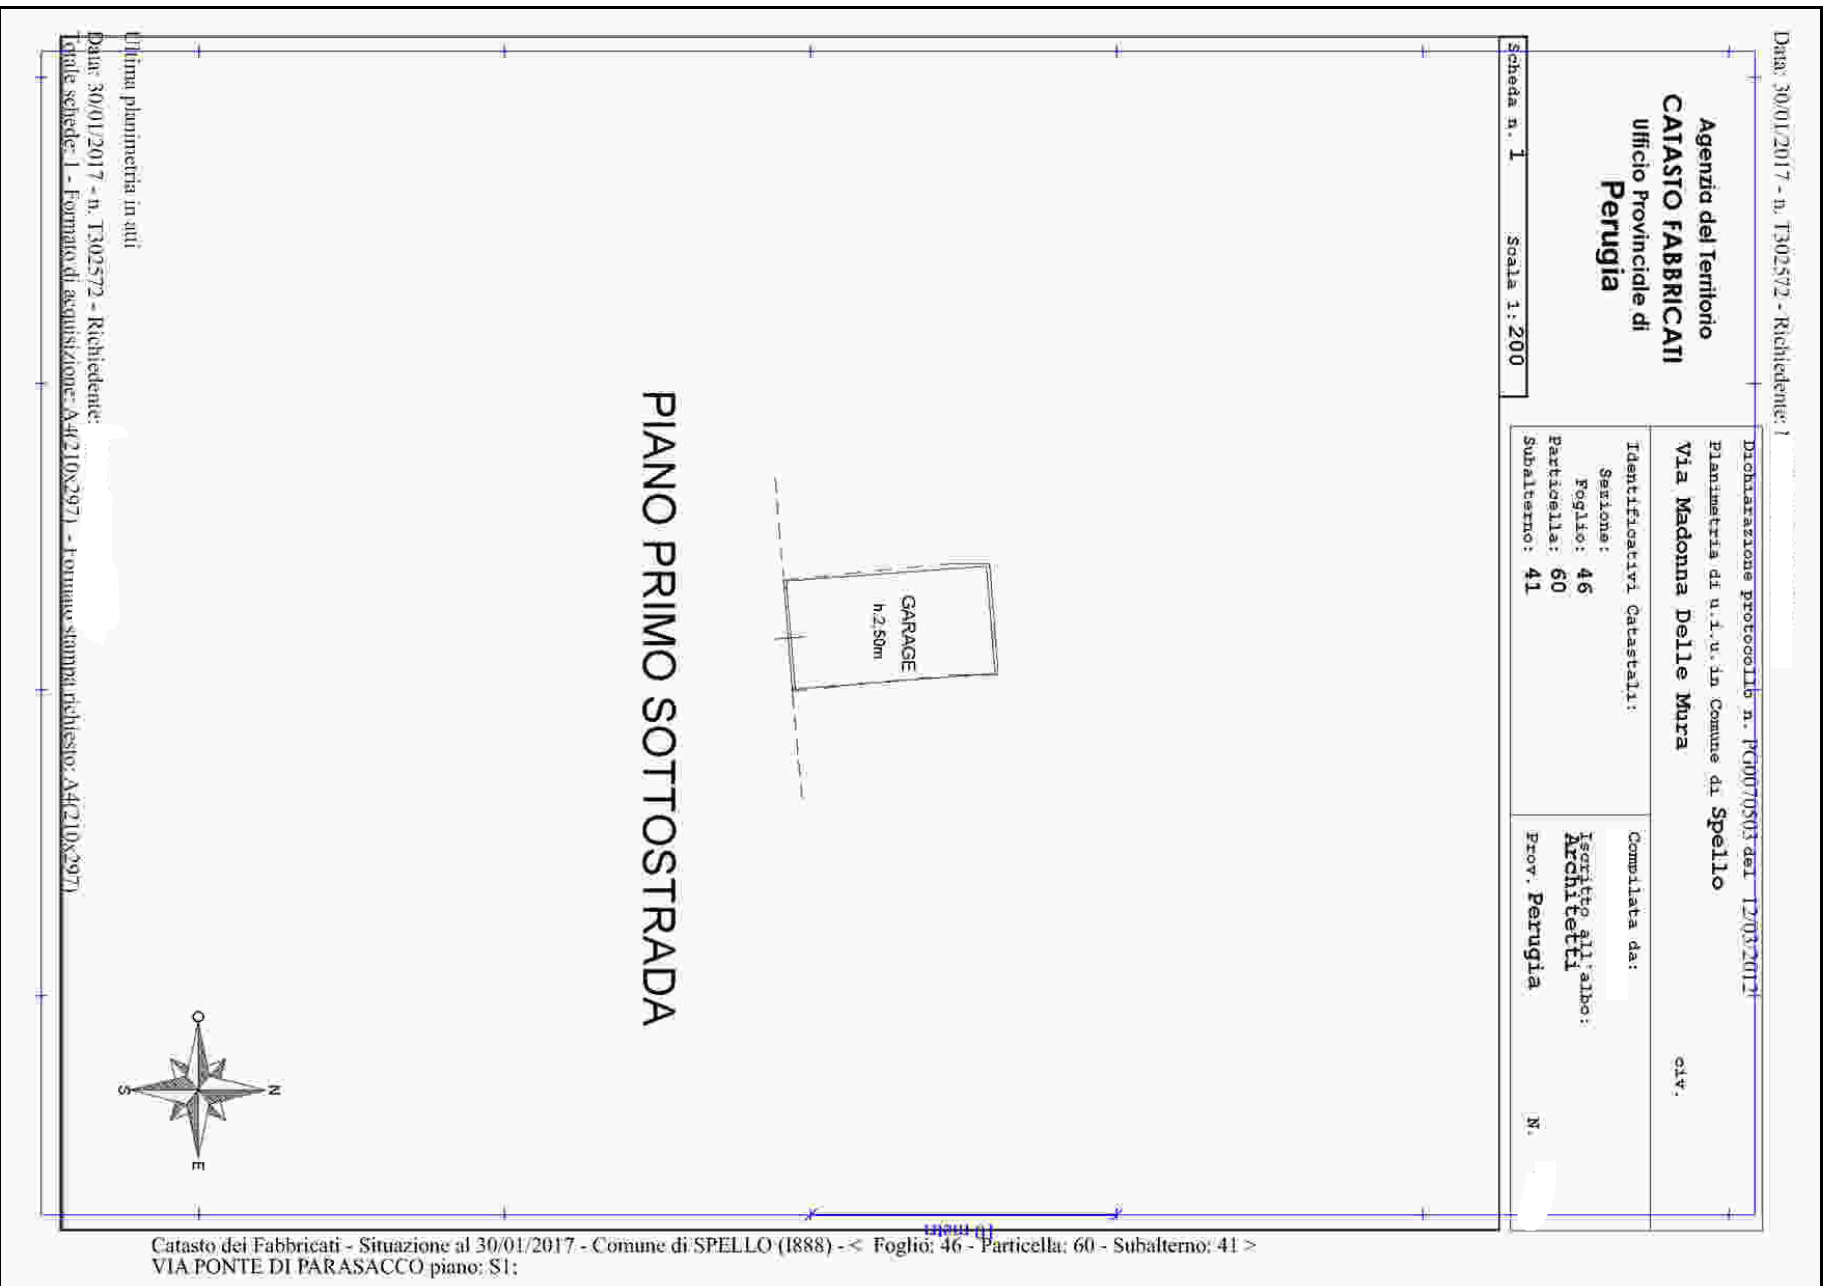 Data: 30/01/2017 - n. T302572 - Richiedente:
Agenzia del Territorio
CATASTO FABBRICATI
Ufficio Provinciale di
Perugia
Dichiarazione protocollo n. PG0070503 del 12/03/2012
Planimetria di u.i.u. in Comune di Spello
Via Madonna Delle Mura civ.
Identificativi Catastali:
Sezione:
Foglio: 46
Particella: 60
Subalterno: 41
Compilata da:
Iscritto all'albo:
Architetti
Prov. Perugia N.
Scheda n. 1 Scala 1: 200
GARAGE
h.2,50m
PIANO PRIMO SOTTOSTRADA
O
N
S
E
10 metri
Ultima planimetria in atti
Data: 30/01/2017 - n. T302572 - Richiedente:
Totale schede: 1 - Formato di acquisizione: A4(210x297) - Formato stampa richiesto: A4(210x297)
Catasto dei Fabbricati - Situazione al 30/01/2017 - Comune di SPELLO (I888) - < Foglio: 46 - Particella: 60 - Subalterno: 41 >
VIA PONTE DI PARASACCO piano: S1;